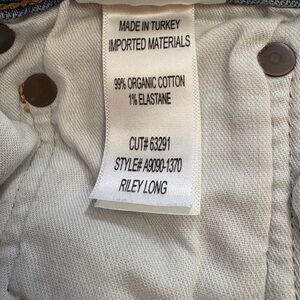 MADE IN TURKEY
IMPORTED MATERIALS
99% ORGANIC COTTON
1% ELASTANE
CUT# 63291
STYLE# A9090-1370
RILEY LONG